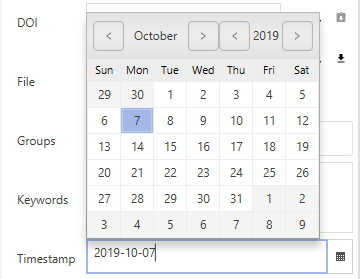 DOI
< October > < 2019 >
Sun Mon Tue Wed Thu Fri Sat
29 30 1 2 3 4 5
File
6 7 8 9 10 11 12
13 14 15 16 17 18 19
Groups
20 21 22 23 24 25 26
27 28 29 30 31 1 2
Keywords
3 4 5 6 7 8 9
Timestamp 2019-10-07